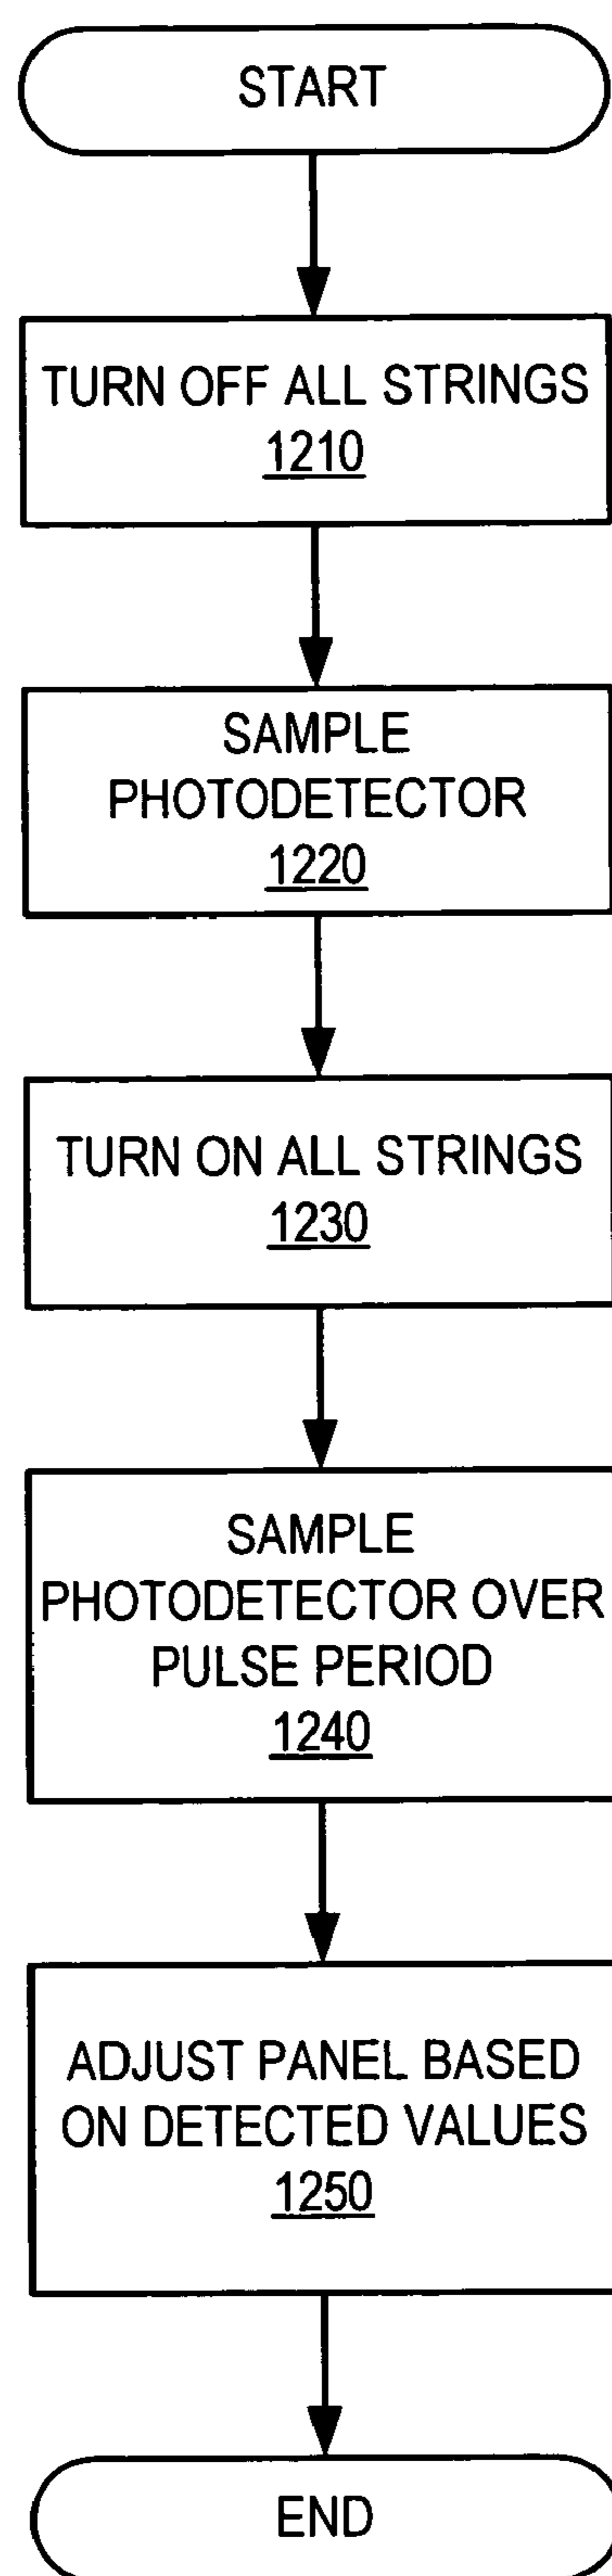 START
TURN OFF ALL STRINGS
1210
SAMPLE
PHOTODETECTOR
1220
TURN ON ALL STRINGS
1230
SAMPLE
PHOTODETECTOR OVER
PULSE PERIOD
1240
ADJUST PANEL BASED
ON DETECTED VALUES
1250
END